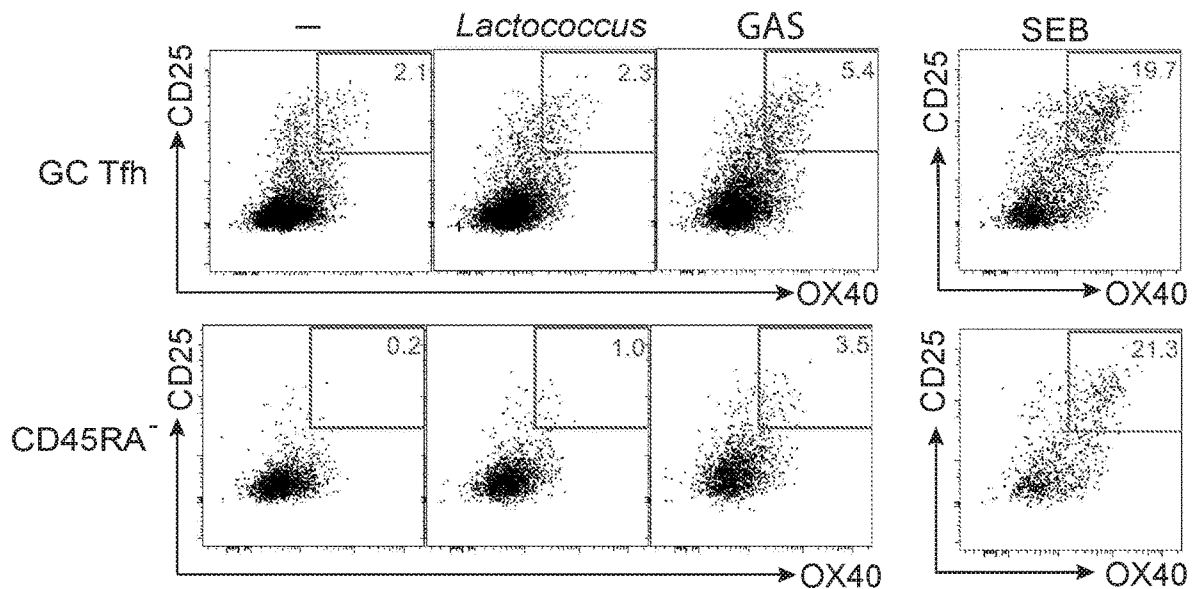 – Lactococcus GAS SEB
CD25 2.1 2.3 5.4 CD25 19.7
GC Tfh
OX40 OX40
CD25 0.2 1.0 3.5 CD25 21.3
CD45RA-
OX40 OX40